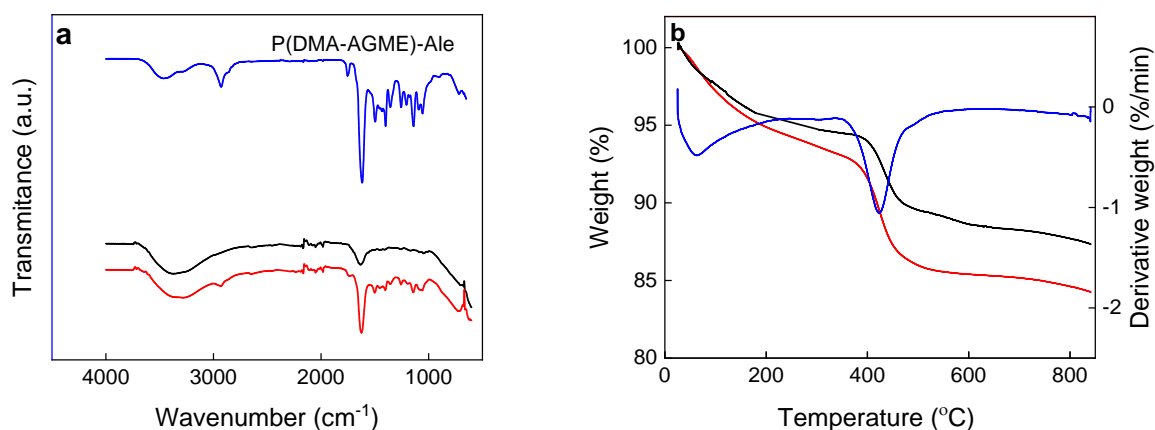 a
P(DMA-AGME)-Ale
Transmitance (a.u.)
4000 3000 2000 1000
Wavenumber (cm⁻¹)
b
100
95
90
85
80
Weight (%)
0 200 400 600 800
Temperature (ºC)
0
-1
-2
Derivative weight (%/min)